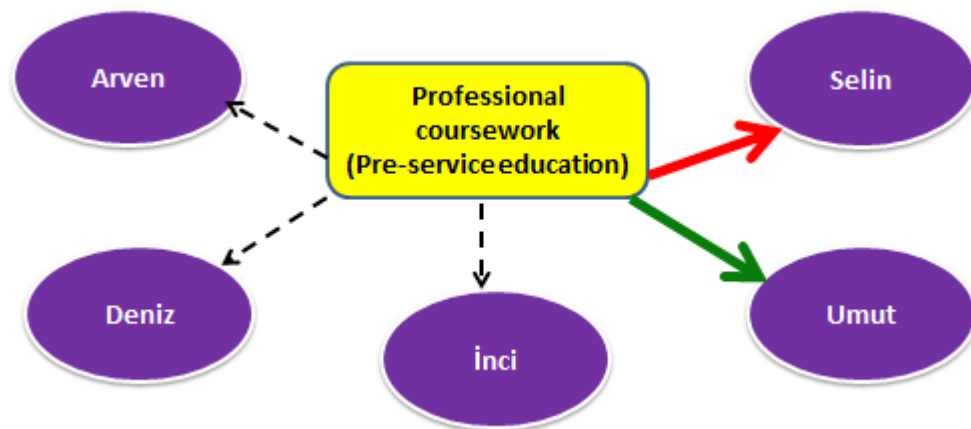 Arven
Professional
coursework
(Pre-service education)
Selin
Deniz
İnci
Umut